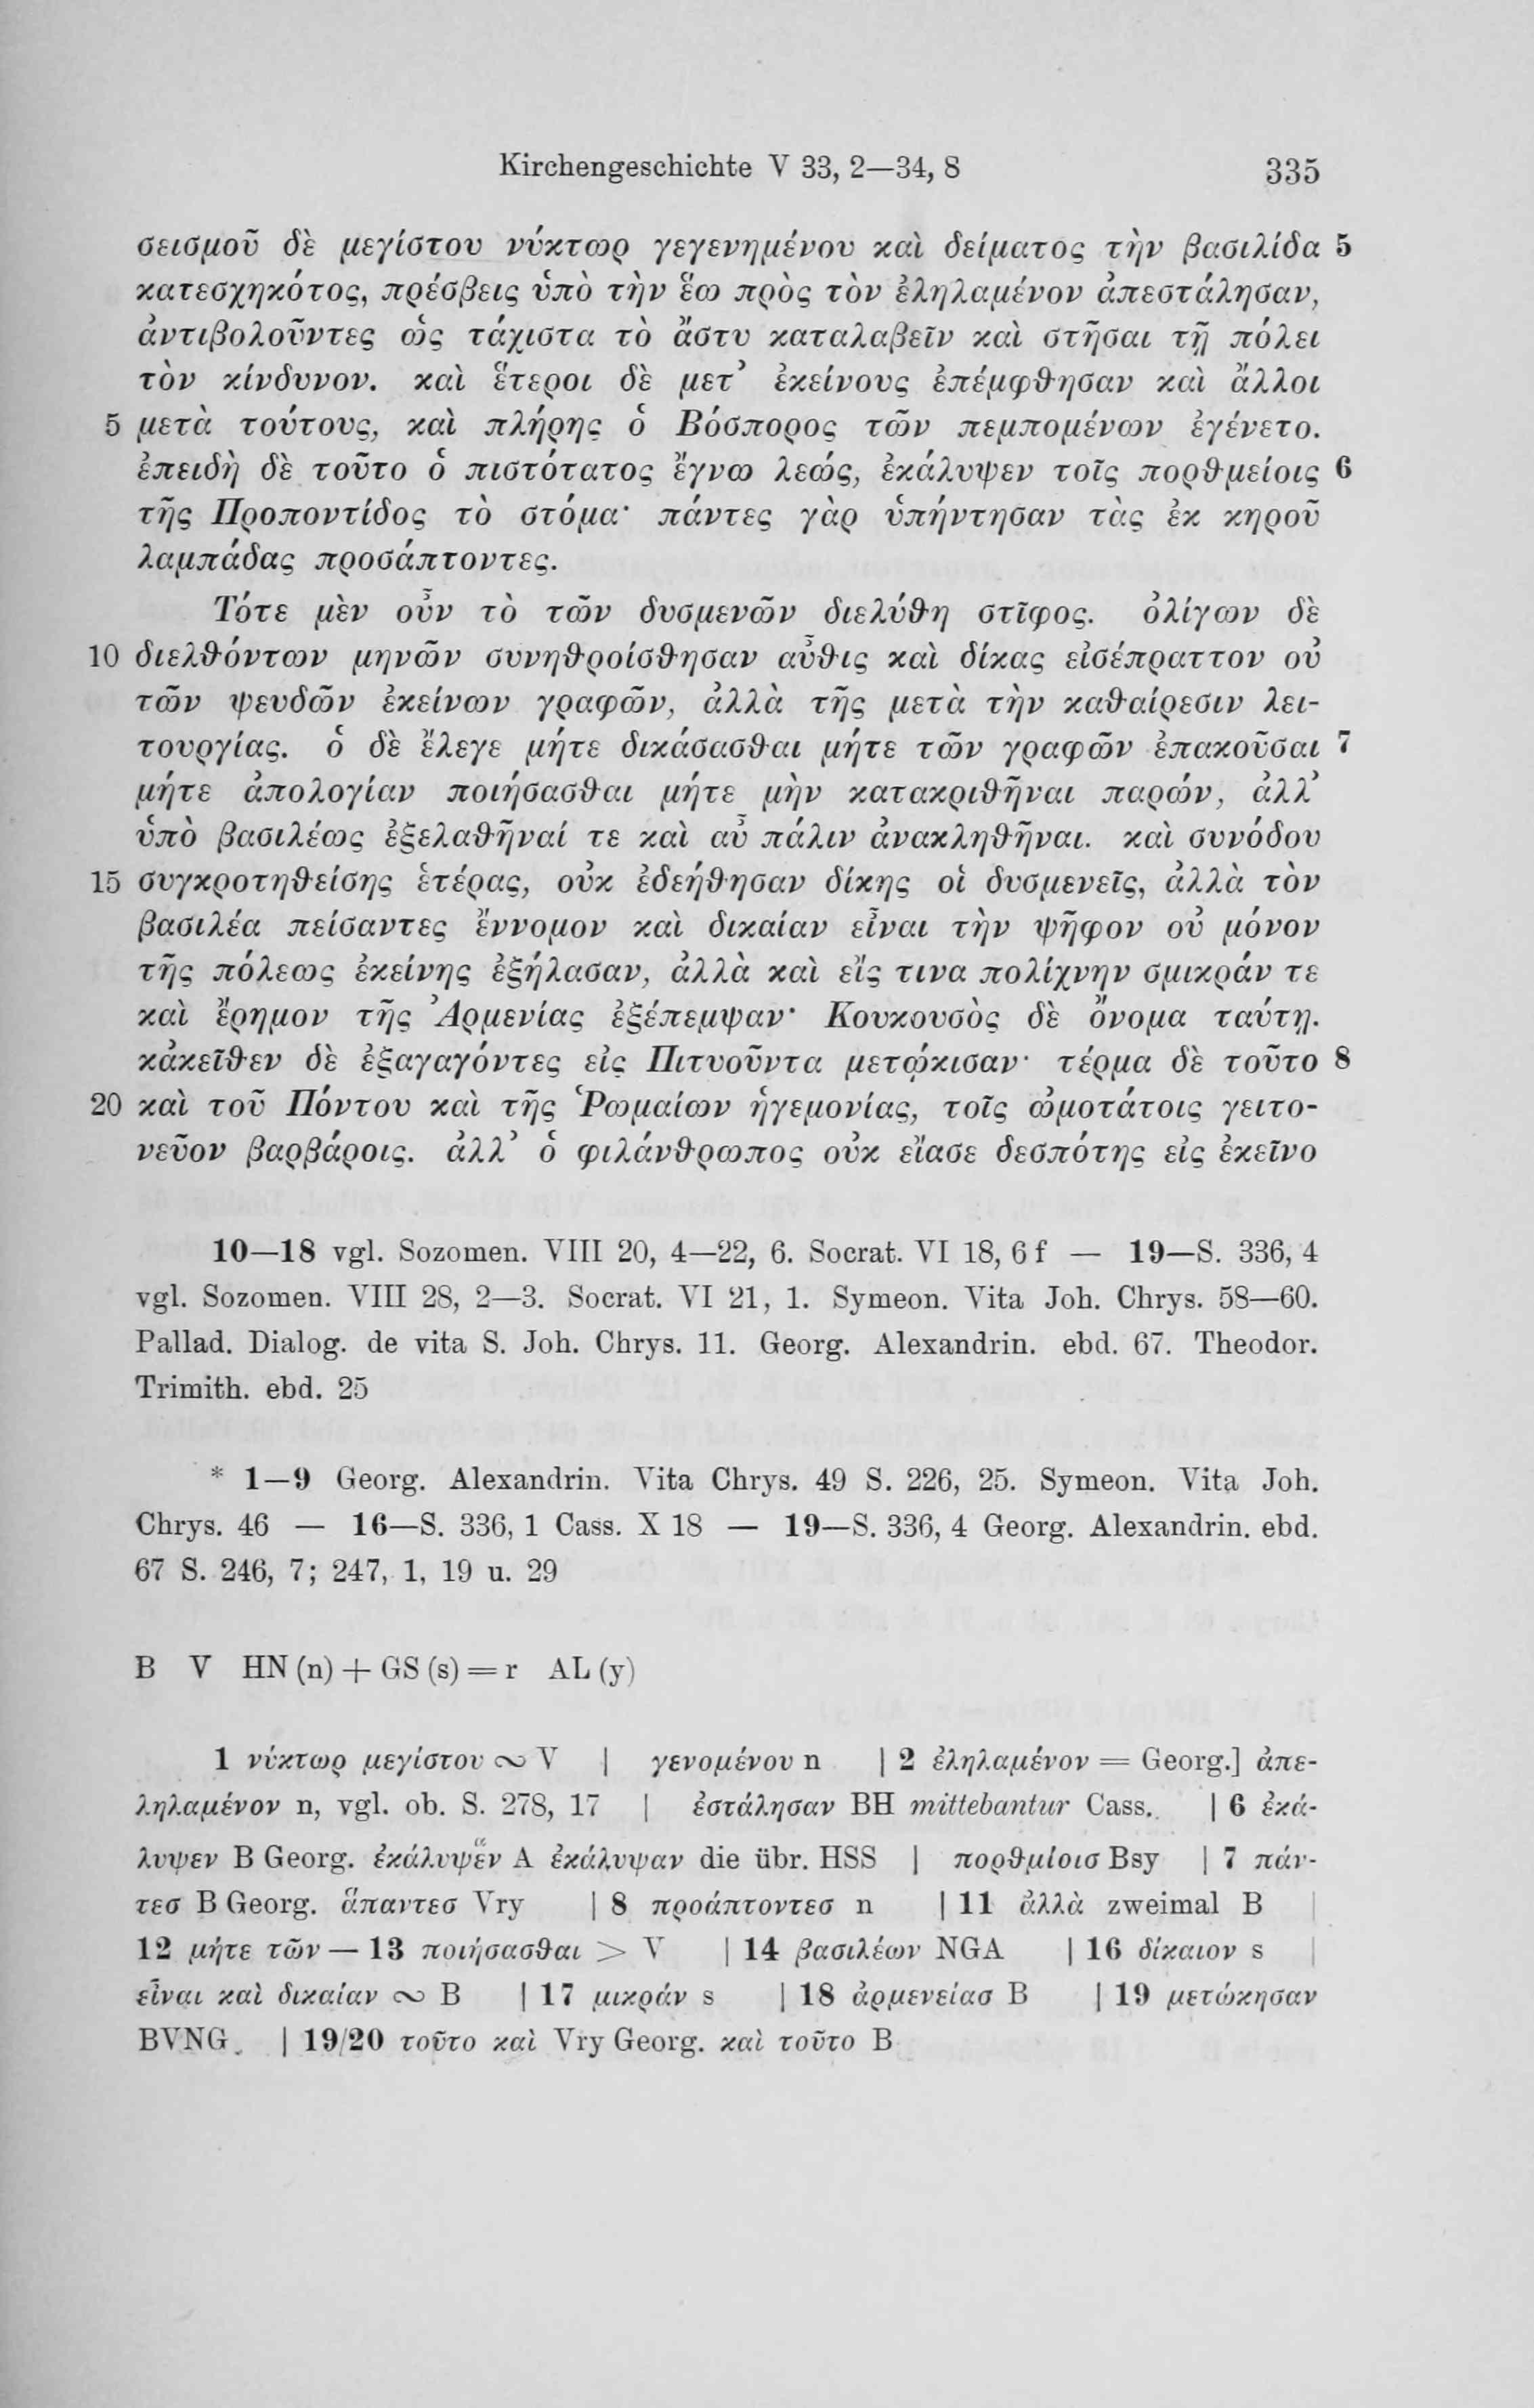 Kirchengeschichte V 33, 2—34, 8 335
σεισμοῦ δὲ μεγίστου νύκτωρ γεγενημένου καὶ δείματος τὴν βασιλίδα 5
κατεσχηκότος, πρέσβεις ὑπὸ τὴν ἕω πρὸς τὸν ἐληλαμένον ἀπεστάλησαν,
ἀντιβολοῦντες ὡς τάχιστα τὸ ἄστυ καταλαβεῖν καὶ στῆσαι τῇ πόλει
τὸν κίνδυνον. καὶ ἕτεροι δὲ μετ᾽ ἐκείνους ἐπέμφθησαν καὶ ἄλλοι
5 μετὰ τούτους, καὶ πλήρης ὁ Βόσπορος τῶν πεμπομένων ἐγένετο.
ἐπειδὴ δὲ τοῦτο ὁ πιστότατος ἔγνω λεώς, ἐκάλυψεν τοῖς πορθμείοις 6
τῆς Προποντίδος τὸ στόμα· πάντες γὰρ ὑπήντησαν τὰς ἐκ κηροῦ
λαμπάδας προσάπτοντες.
Τότε μὲν οὖν τὸ τῶν δυσμενῶν διελύθη στῖφος. ὀλίγων δὲ
10 διελθόντων μηνῶν συνηθροίσθησαν αὖθις καὶ δίκας εἰσέπραττον οὐ
τῶν ψευδῶν ἐκείνων γραφῶν, ἀλλὰ τῆς μετὰ τὴν καθαίρεσιν λει-
τουργίας. ὁ δὲ ἔλεγε μήτε δικάσασθαι μήτε τῶν γραφῶν ἐπακοῦσαι 7
μήτε ἀπολογίαν ποιήσασθαι μήτε μὴν κατακριθῆναι παρών, ἀλλ᾽
ὑπὸ βασιλέως ἐξελαθῆναί τε καὶ αὖ πάλιν ἀνακληθῆναι. καὶ συνόδου
15 συγκροτηθείσης ἑτέρας, οὐκ ἐδεήθησαν δίκης οἱ δυσμενεῖς, ἀλλὰ τὸν
βασιλέα πείσαντες ἔννομον καὶ δικαίαν εἶναι τὴν ψῆφον οὐ μόνον
τῆς πόλεως ἐκείνης ἐξήλασαν, ἀλλὰ καὶ εἴς τινα πολίχνην σμικράν τε
καὶ ἔρημον τῆς Ἀρμενίας ἐξέπεμψαν· Κουκουσὸς δὲ ὄνομα ταύτῃ.
κἀκεῖθεν δὲ ἐξαγαγόντες εἰς Πιτυοῦντα μετῴκισαν· τέρμα δὲ τοῦτο 8
20 καὶ τοῦ Πόντου καὶ τῆς Ῥωμαίων ἡγεμονίας, τοῖς ὠμοτάτοις γειτο-
νεῦον βαρβάροις. ἀλλ᾽ ὁ φιλάνθρωπος οὐκ εἴασε δεσπότης εἰς ἐκεῖνο
10—18 vgl. Sozomen. VIII 20, 4—22, 6. Socrat. VI 18, 6 f — 19—S. 336, 4
vgl. Sozomen. VIII 28, 2—3. Socrat. VI 21, 1. Symeon. Vita Joh. Chrys. 58—60.
Pallad. Dialog. de vita S. Joh. Chrys. 11. Georg. Alexandrin. ebd. 67. Theodor.
Trimith. ebd. 25
* 1—9 Georg. Alexandrin. Vita Chrys. 49 S. 226, 25. Symeon. Vita Joh.
Chrys. 46 — 16—S. 336, 1 Cass. X 18 — 19—S. 336, 4 Georg. Alexandrin. ebd.
67 S. 246, 7; 247, 1, 19 u. 29
B V HN (n) + GS (s) = r AL (y)
1 νύκτωρ μεγίστου ∾ V | γενομένου n | 2 ἐληλαμένον = Georg.] ἀπε-
ληλαμένον n, vgl. ob. S. 278, 17 | ἐστάλησαν BH mittebantur Cass. | 6 ἐκά-
λυψεν B Georg. ἐκάλυψε̋ν A ἐκάλυψαν die übr. HSS | πορθμίοισ Bsy | 7 πάν-
τεσ B Georg. ἅπαντεσ Vry | 8 προάπτοντεσ n | 11 ἀλλὰ zweimal B |
12 μήτε τῶν — 13 ποιήσασθαι > V | 14 βασιλέων NGA | 16 δίκαιον s |
εἶναι καὶ δικαίαν ∾ B | 17 μικράν s | 18 ἀρμενείασ B | 19 μετώκησαν
BVNG | 19/20 τοῦτο καὶ Vry Georg. καὶ τοῦτο B